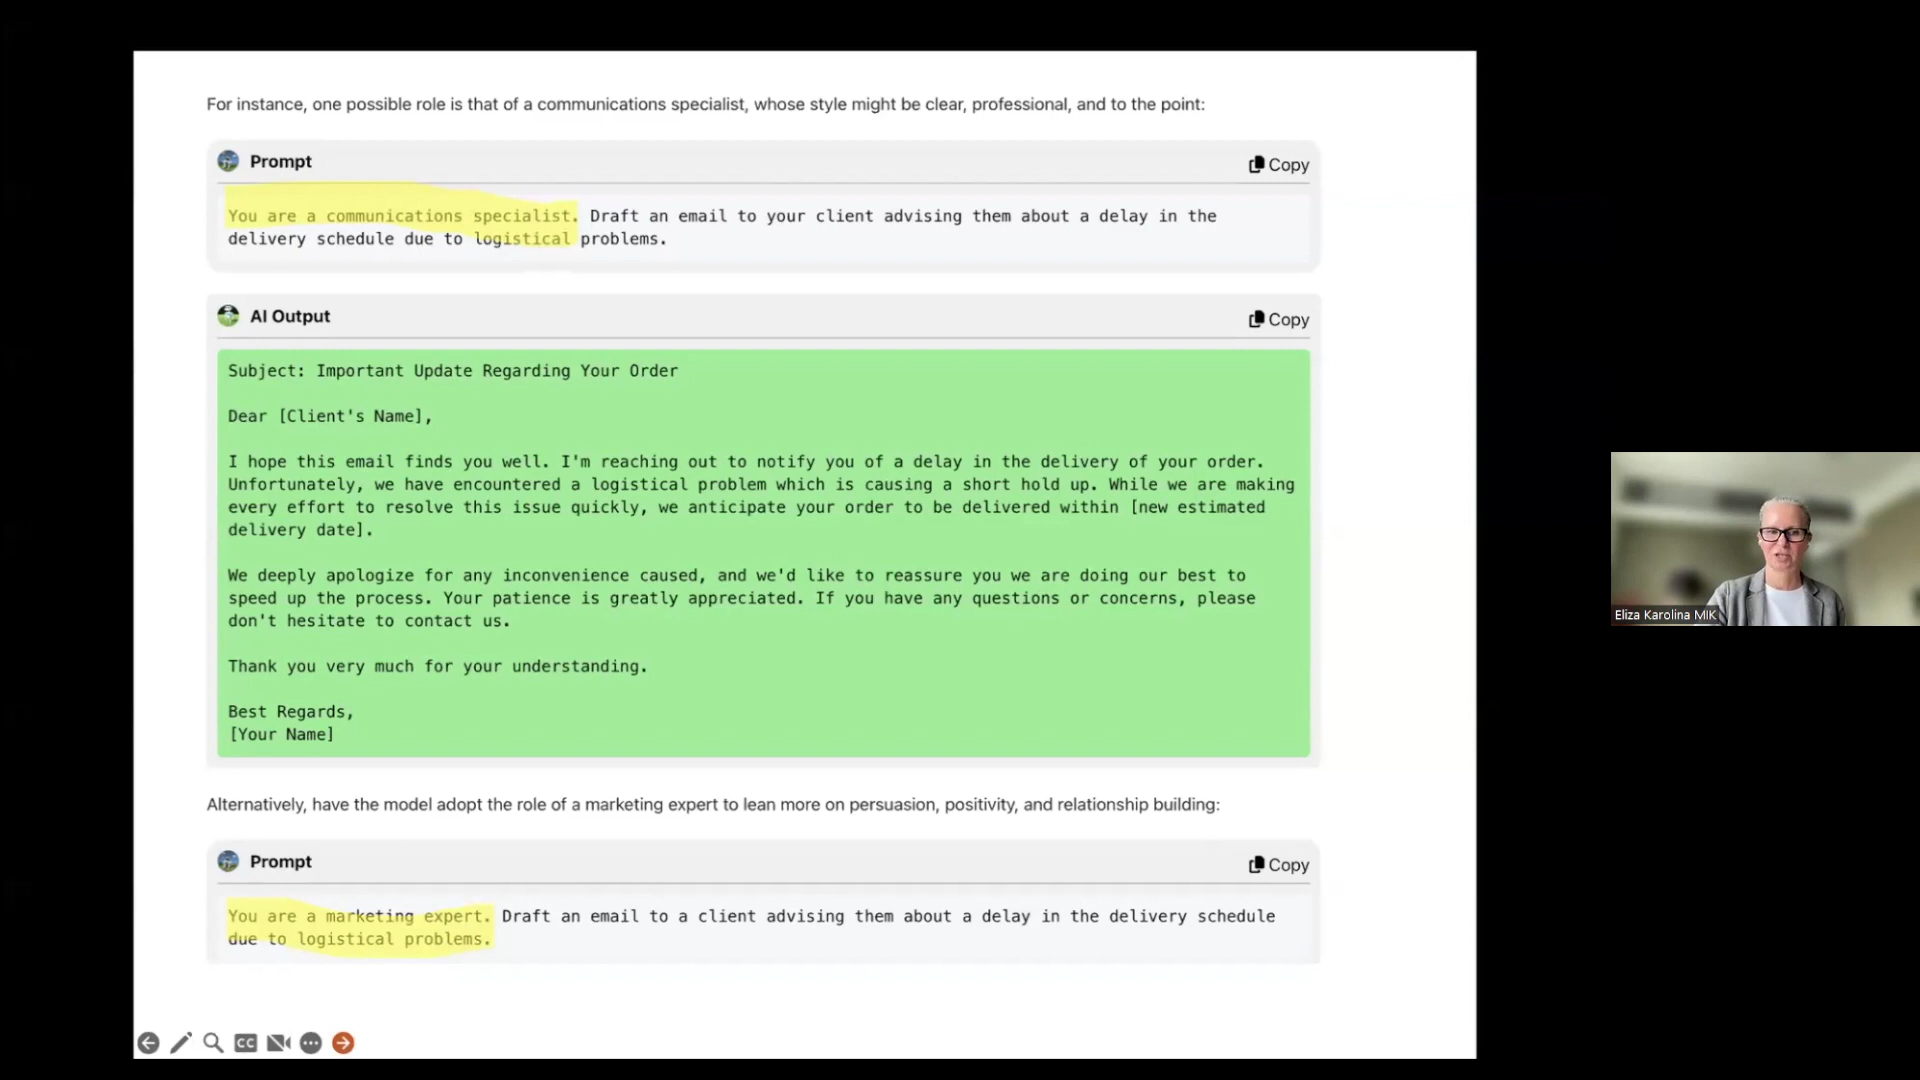 For instance, one possible role is that of a communications specialist, whose style might be clear, professional, and to the point:
Prompt
Copy
You are a communications specialist. Draft an email to your client advising them about a delay in the
delivery schedule due to logistical problems.
AI Output
Copy
Subject: Important Update Regarding Your Order
Dear [Client's Name],
I hope this email finds you well. I'm reaching out to notify you of a delay in the delivery of your order.
Unfortunately, we have encountered a logistical problem which is causing a short hold up. While we are making
every effort to resolve this issue quickly, we anticipate your order to be delivered within [new estimated
delivery date].
We deeply apologize for any inconvenience caused, and we'd like to reassure you we are doing our best to
speed up the process. Your patience is greatly appreciated. If you have any questions or concerns, please
don't hesitate to contact us.
Thank you very much for your understanding.
Best Regards,
[Your Name]
Alternatively, have the model adopt the role of a marketing expert to lean more on persuasion, positivity, and relationship building:
Prompt
Copy
You are a marketing expert. Draft an email to a client advising them about a delay in the delivery schedule
due to logistical problems.
CC
Eliza Karolina MIK